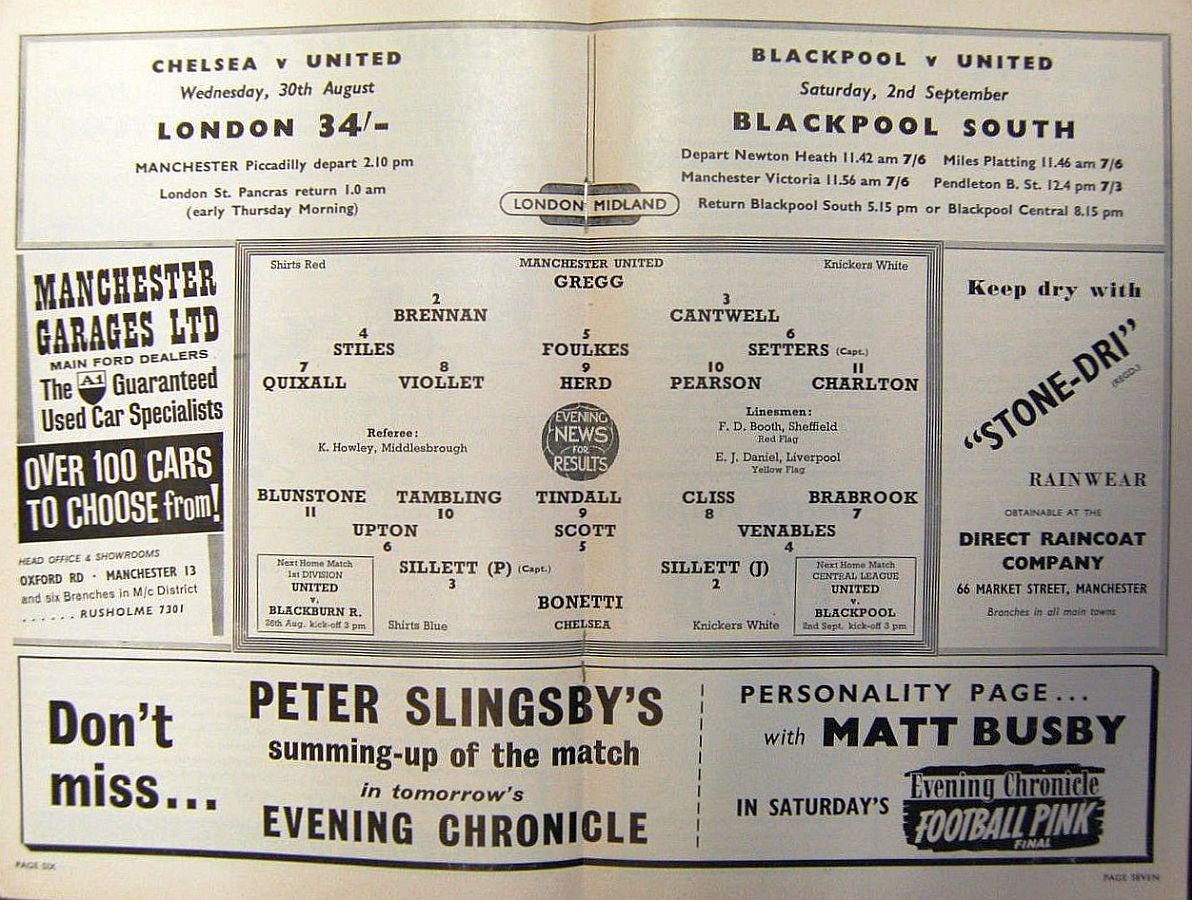 CHELSEA v UNITED
Wednesday, 30th August
LONDON 34/-
MANCHESTER Piccadilly depart 2.10 pm
London St. Pancras return 1.0 am
(early Thursday Morning)
BLACKPOOL v UNITED
Saturday, 2nd September
BLACKPOOL SOUTH
Depart Newton Heath 11.42 am 7/6 Miles Platting 11.46 am 7/6
Manchester Victoria 11.56 am 7/6 Pendleton B. St. 12.4 pm 7/3
Return Blackpool South 5.15 pm or Blackpool Central 8.15 pm
LONDON MIDLAND
MANCHESTER
GARAGES LTD
MAIN FORD DEALERS
The A1 Guaranteed
Used Car Specialists
OVER 100 CARS
TO CHOOSE from!
HEAD OFFICE & SHOWROOMS
OXFORD RD · MANCHESTER 13
and six Branches in M/c District
. . . . . . RUSHOLME 7301
Shirts Red MANCHESTER UNITED Knickers White
GREGG
2 3
BRENNAN CANTWELL
4 5 6
STILES FOULKES SETTERS (Capt.)
7 8 9 10 11
QUIXALL VIOLLET HERD PEARSON CHARLTON
Referee:
K. Howley, Middlesbrough
EVENING
NEWS
FOR
RESULTS
Linesmen:
F. D. Booth, Sheffield
Red Flag
E. J. Daniel, Liverpool
Yellow Flag
BLUNSTONE TAMBLING TINDALL CLISS BRABROOK
11 10 9 8 7
UPTON SCOTT VENABLES
6 5 4
SILLETT (P) (Capt.) SILLETT (J)
3 2
BONETTI
Shirts Blue CHELSEA Knickers White
Next Home Match
1st DIVISION
UNITED
v.
BLACKBURN R.
26th Aug. kick-off 3 pm
Next Home Match
CENTRAL LEAGUE
UNITED
v.
BLACKPOOL
2nd Sept. kick-off 3 pm
Keep dry with
"STONE-DRI"
(REGD.)
RAINWEAR
OBTAINABLE AT THE
DIRECT RAINCOAT
COMPANY
66 MARKET STREET, MANCHESTER
Branches in all main towns
Don't
miss...
PETER SLINGSBY'S
summing-up of the match
in tomorrow's
EVENING CHRONICLE
PERSONALITY PAGE...
with MATT BUSBY
IN SATURDAY'S
Evening Chronicle
FOOTBALL PINK
FINAL
PAGE SIX
PAGE SEVEN